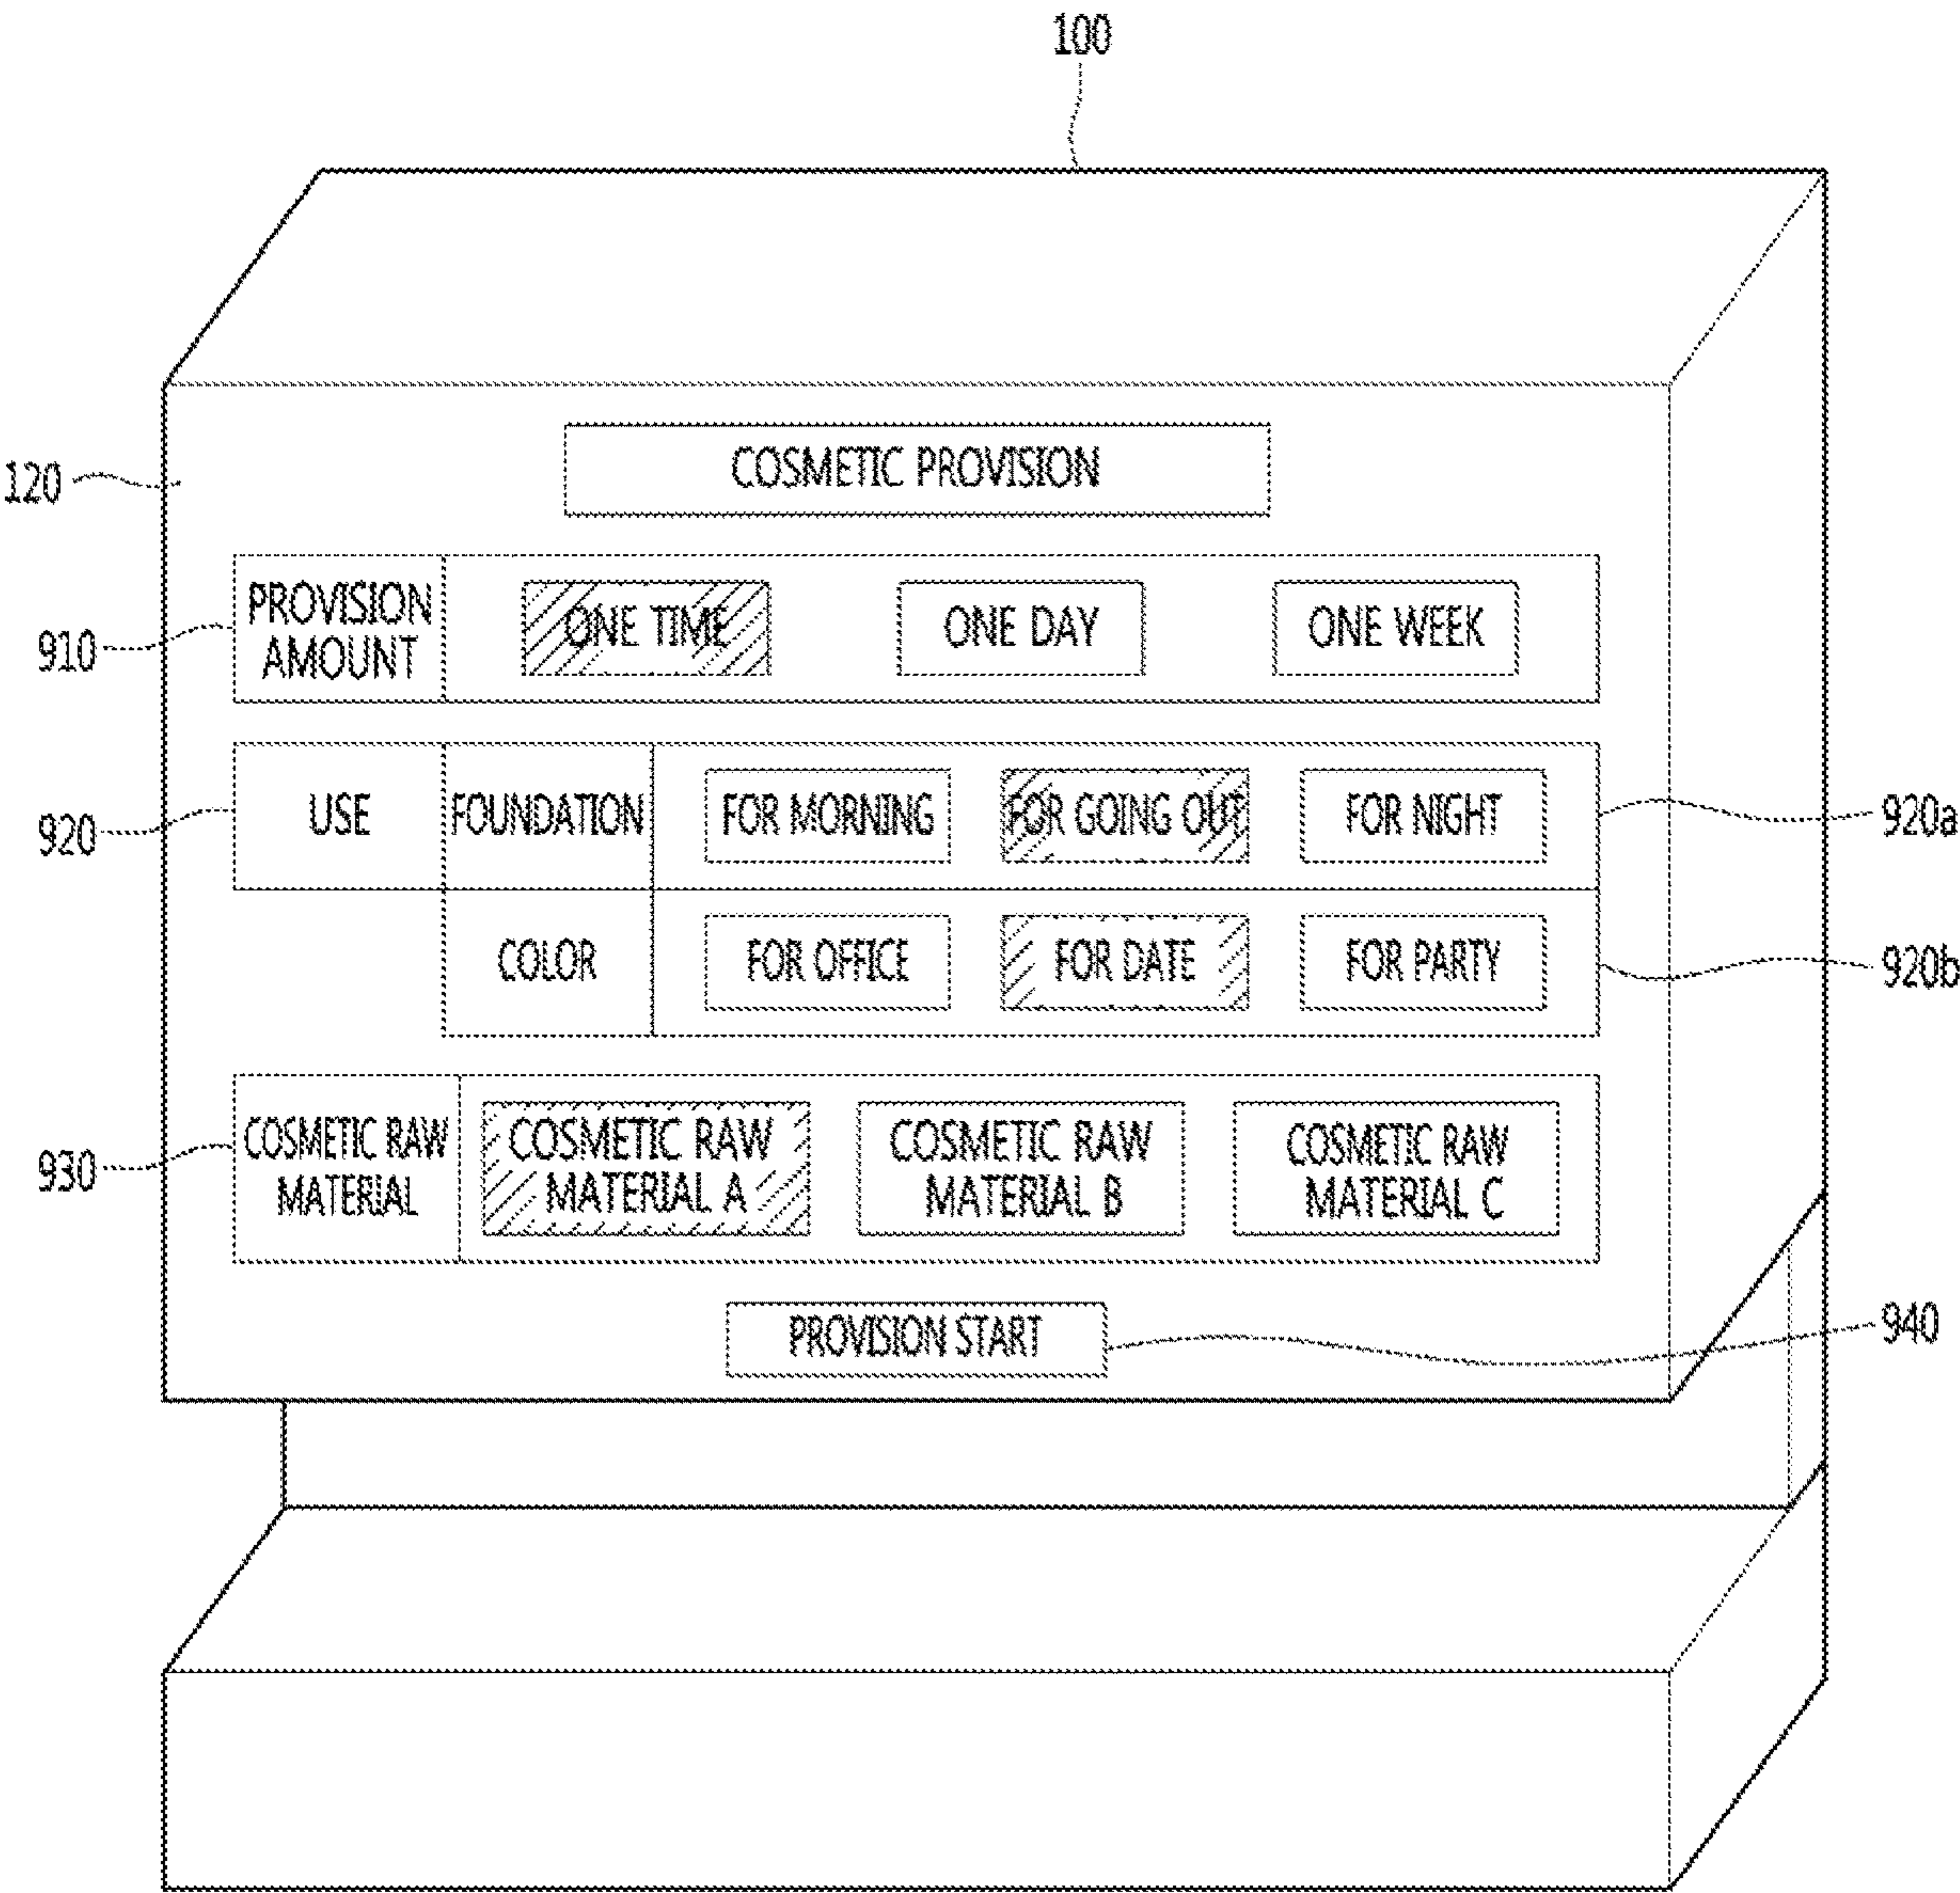 100
120
COSMETIC PROVISION
910
PROVISION
AMOUNT
ONE TIME
ONE DAY
ONE WEEK
920
USE
FOUNDATION
FOR MORNING
FOR GOING OUT
FOR NIGHT
920a
COLOR
FOR OFFICE
FOR DATE
FOR PARTY
920b
930
COSMETIC RAW
MATERIAL
COSMETIC RAW
MATERIAL A
COSMETIC RAW
MATERIAL B
COSMETIC RAW
MATERIAL C
PROVISION START
940